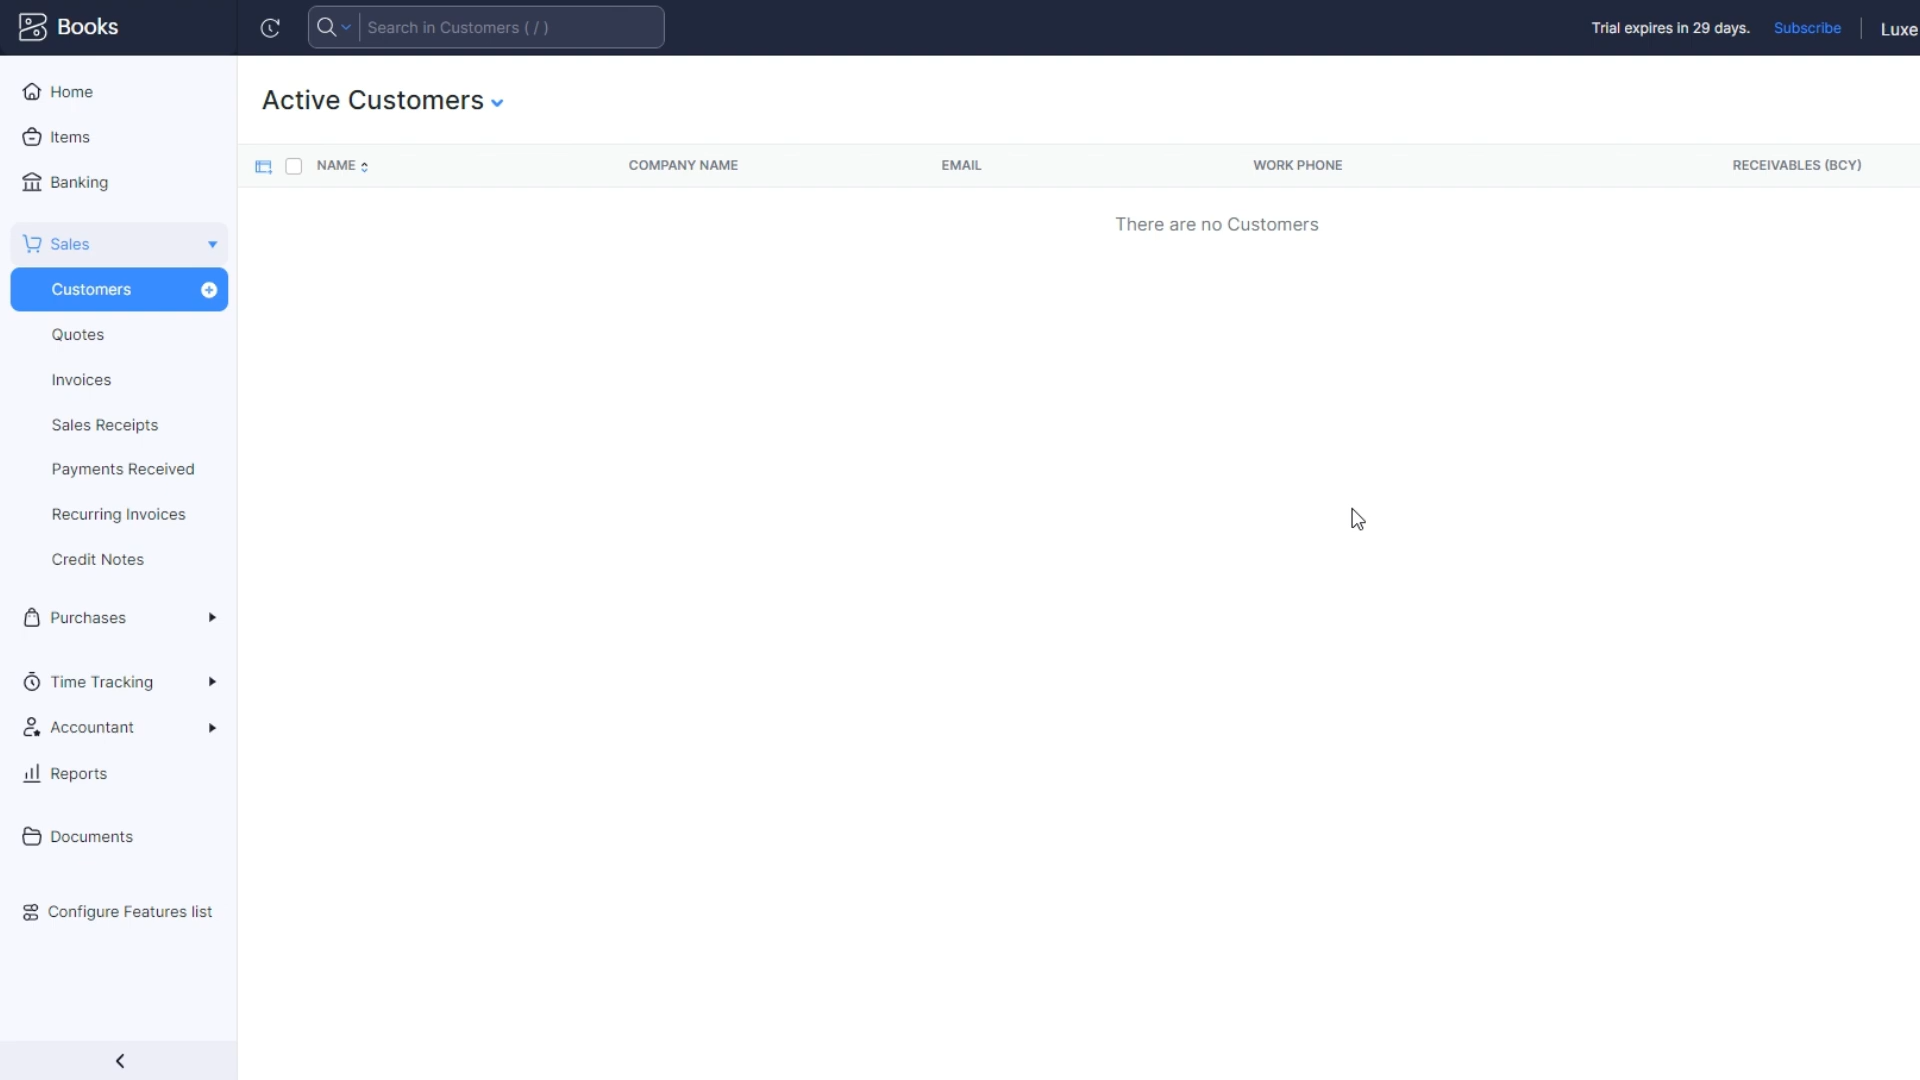 Books
Search in Customers ( / )
Trial expires in 29 days.
Subscribe
Luxe
Home
Items
Banking
Sales
Customers
Quotes
Invoices
Sales Receipts
Payments Received
Recurring Invoices
Credit Notes
Purchases
Time Tracking
Accountant
Reports
Documents
Configure Features list
Active Customers
NAME
COMPANY NAME
EMAIL
WORK PHONE
RECEIVABLES (BCY)
There are no Customers